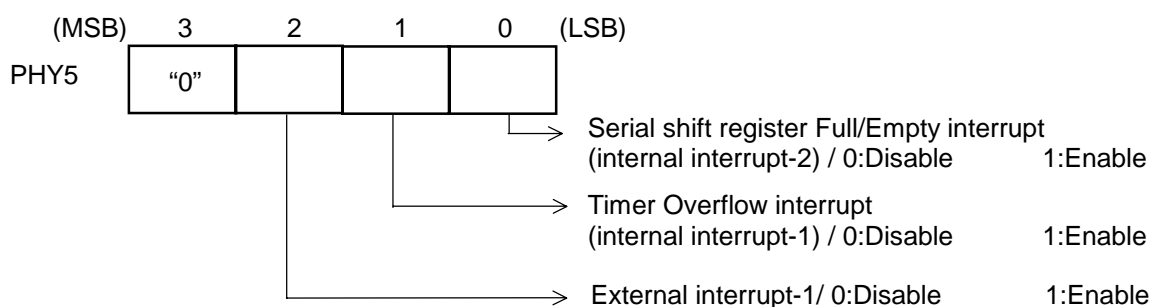 (MSB) 3 2 1 0 (LSB)
PHY5 “0”
Serial shift register Full/Empty interrupt
(internal interrupt-2) / 0:Disable 1:Enable
Timer Overflow interrupt
(internal interrupt-1) / 0:Disable 1:Enable
External interrupt-1/ 0:Disable 1:Enable